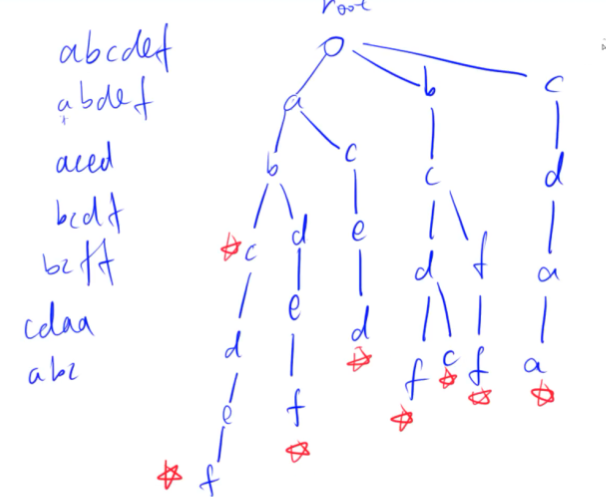 root
abcdef
abdef
aced
bcdf
bcff
cdaa
abc
a b c
b c c d
c d e d f a
d e d f c f a
e f
f